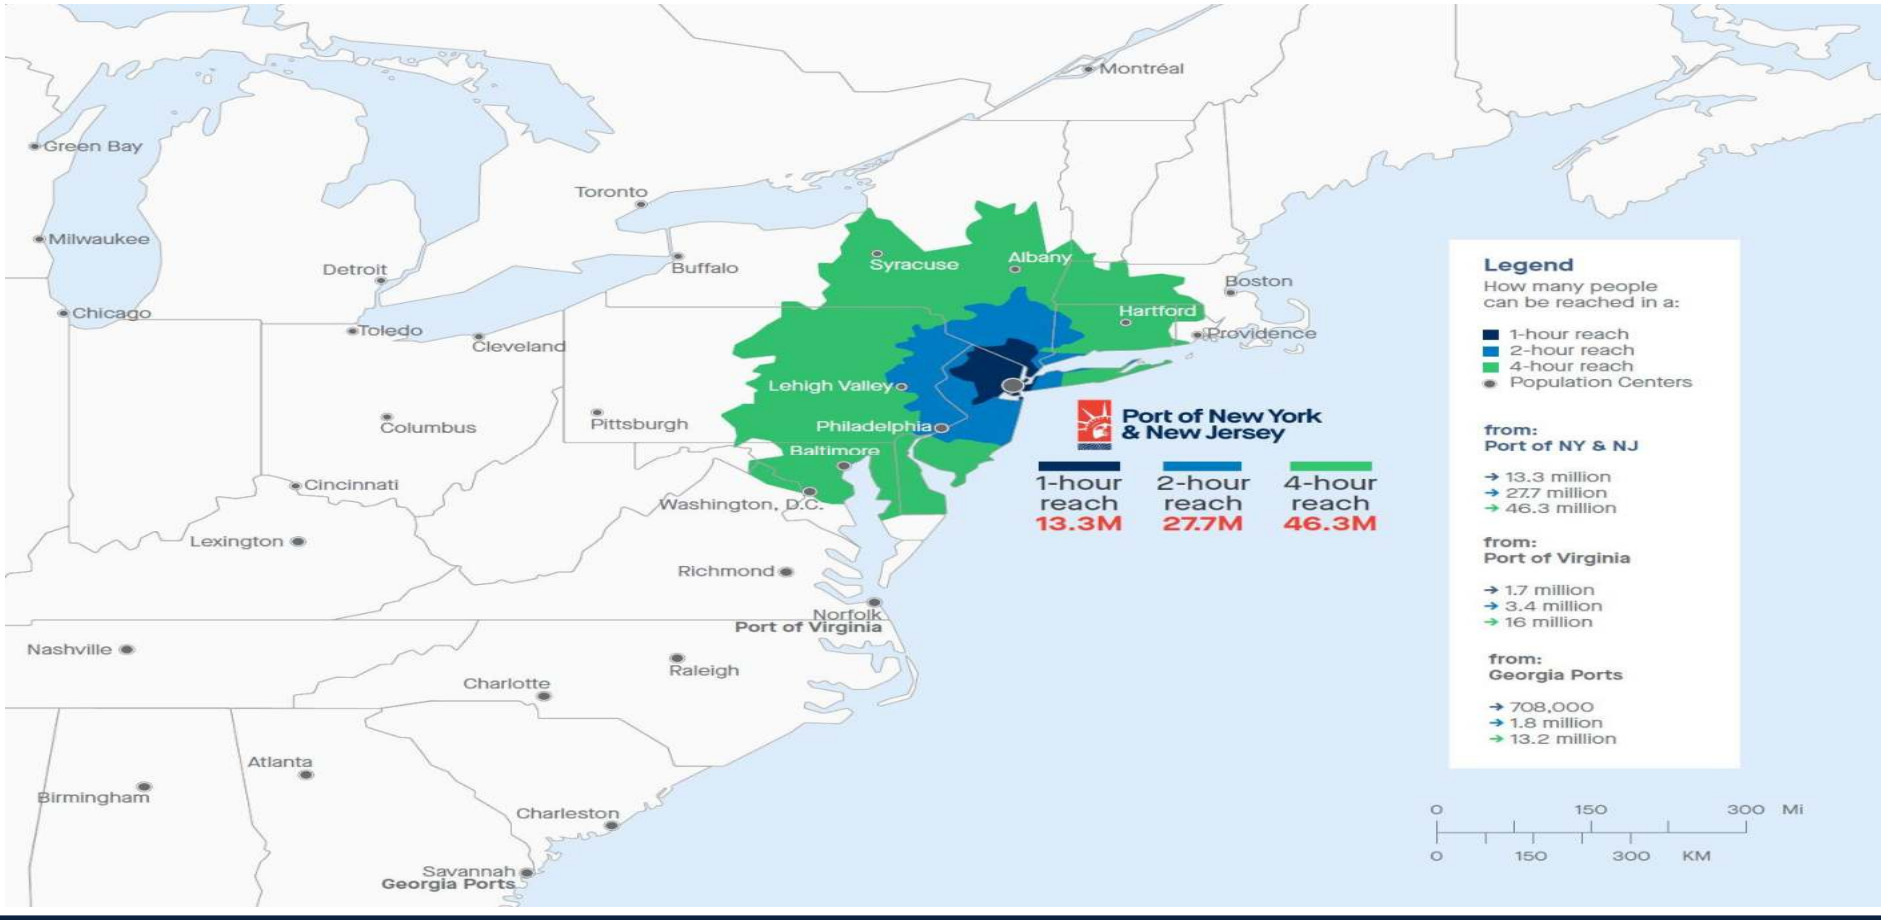 Montréal
Green Bay
Toronto
Milwaukee
Buffalo
Syracuse
Albany
Detroit
Boston
Chicago
Toledo
Hartford
Cleveland
Providence
Lehigh Valley
Columbus
Pittsburgh
Philadelphia
Baltimore
Cincinnati
Washington, D.C.
Lexington
Richmond
Norfolk
Port of Virginia
Nashville
Raleigh
Charlotte
Atlanta
Birmingham
Charleston
Savannah
Georgia Ports
Port of New York
& New Jersey
1-hour
reach
13.3M
2-hour
reach
27.7M
4-hour
reach
46.3M
Legend
How many people
can be reached in a:
1-hour reach
2-hour reach
4-hour reach
Population Centers
from:
Port of NY & NJ
→ 13.3 million
→ 27.7 million
→ 46.3 million
from:
Port of Virginia
→ 1.7 million
→ 3.4 million
→ 16 million
from:
Georgia Ports
→ 708,000
→ 1.8 million
→ 13.2 million
0 150 300 Mi
0 150 300 KM